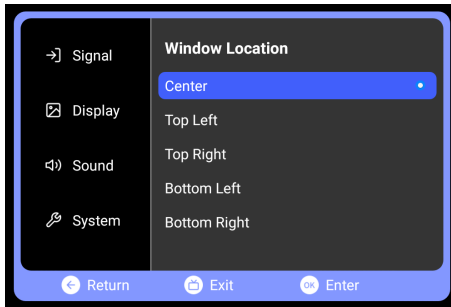 Signal
Display
Sound
System
Window Location
Center
Top Left
Top Right
Bottom Left
Bottom Right
Return
Exit
OK Enter